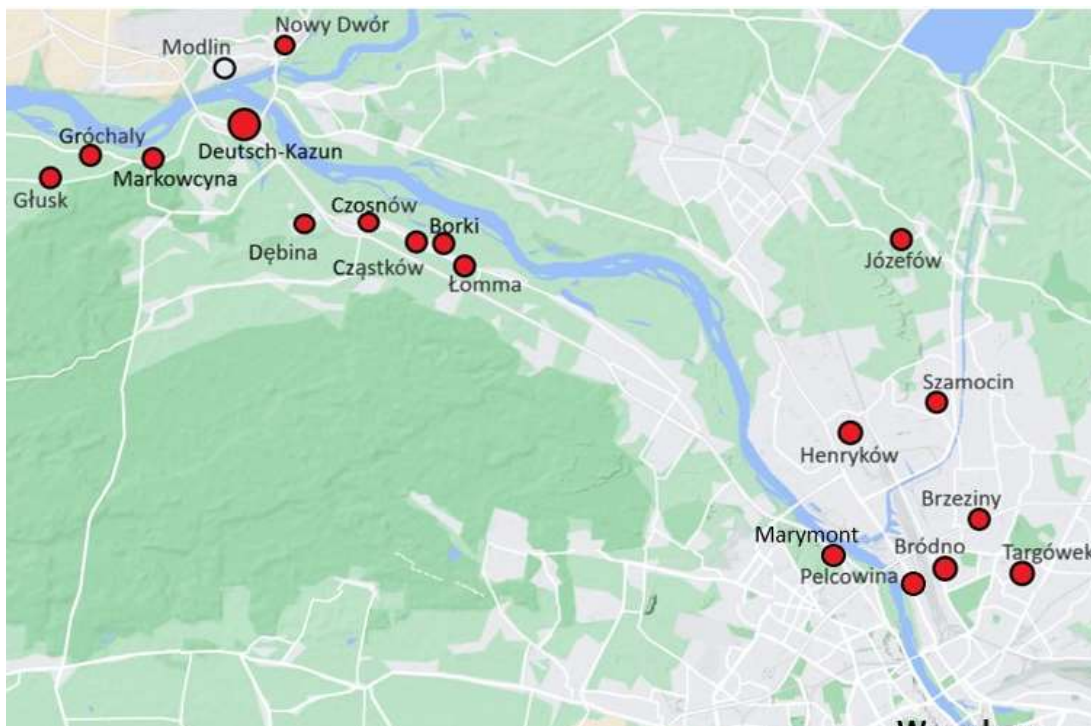 Nowy Dwór
Modlin
Gróchaly
Deutsch-Kazun
Markowcyna
Głusk
Czosnów
Borki
Dębina
Cząstków
Łomma
Józefów
Szamocin
Henryków
Brzeziny
Marymont
Bródno
Targówek
Pelcowina